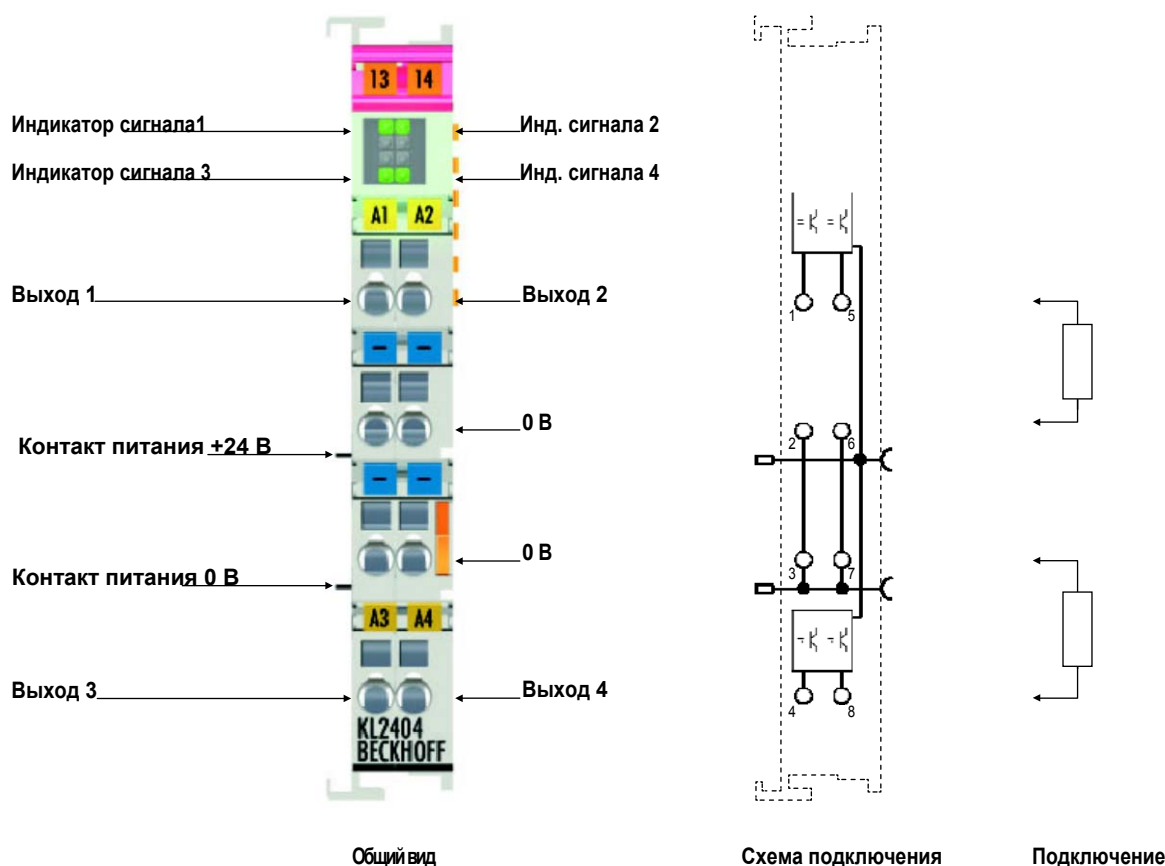 13 14
Индикатор сигнала1
Инд. сигнала 2
Индикатор сигнала 3
Инд. сигнала 4
A1 A2
Выход 1
Выход 2
- -
0 В
Контакт питания +24 В
- -
0 В
Контакт питания 0 В
A3 A4
Выход 3
Выход 4
KL2404
BECKHOFF
1 5
2 6
3 7
4 8
Общий вид
Схема подключения
Подключение